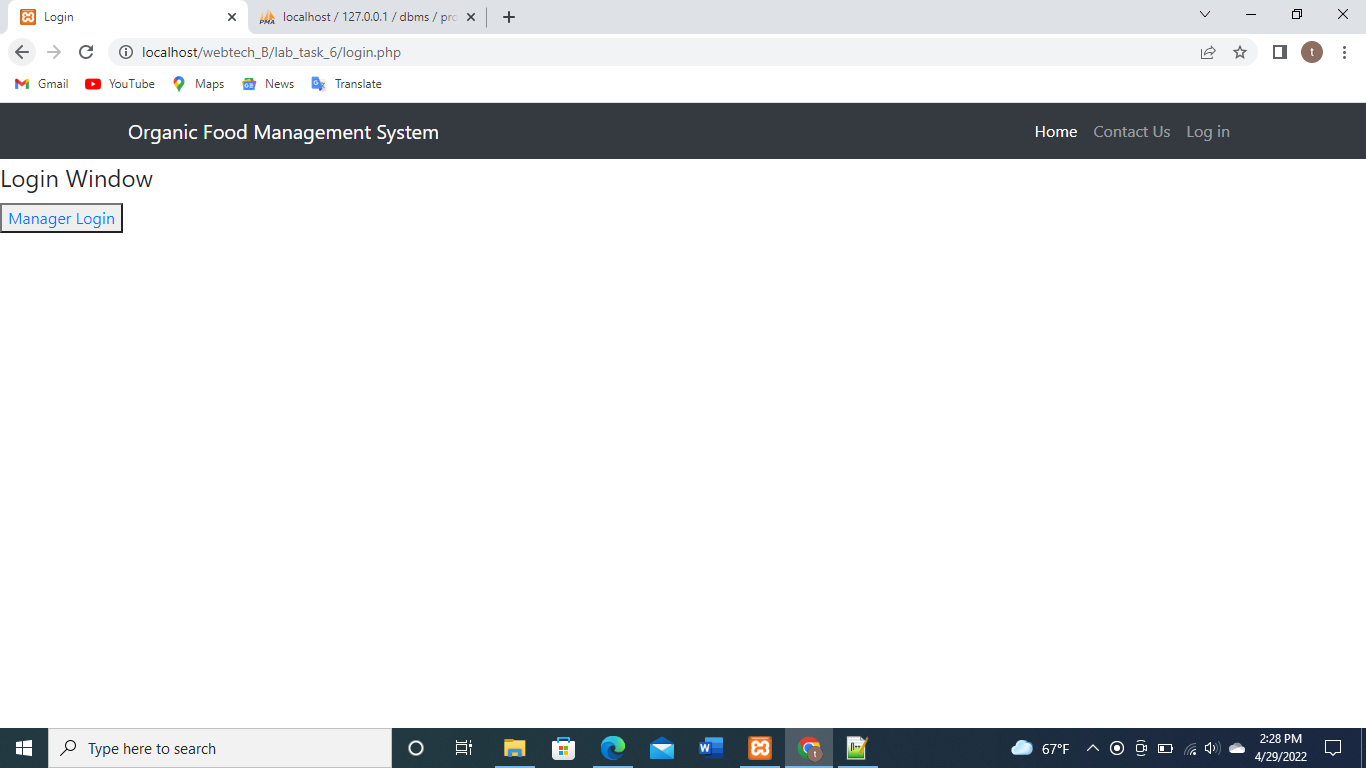 Login
localhost / 127.0.0.1 / dbms / pro
localhost/webtech_B/lab_task_6/login.php
t
Gmail YouTube Maps News Translate
Organic Food Management System Home Contact Us Log in
Login Window
Manager Login
Type here to search
67°F
2:28 PM
4/29/2022